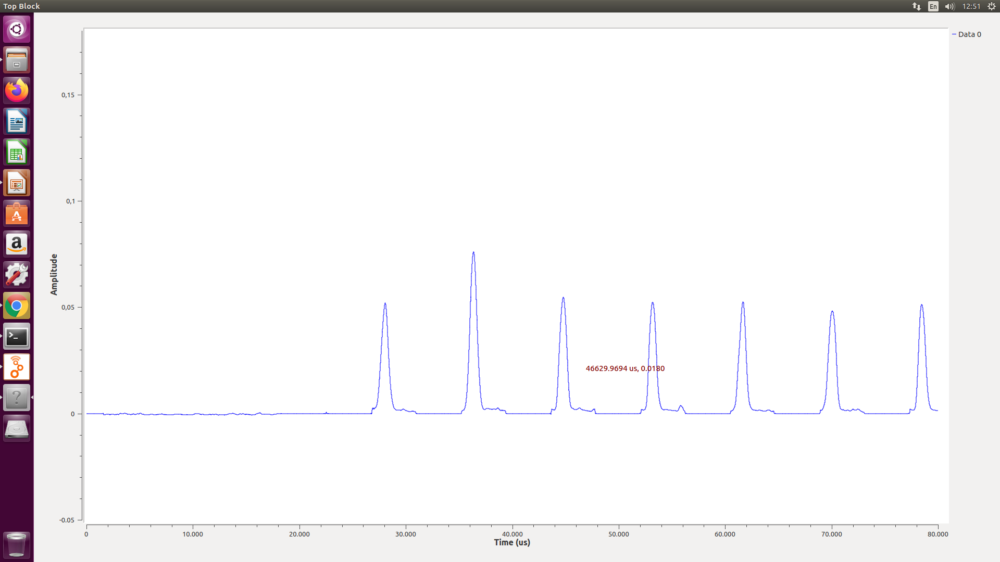 Top Block
En
12:51
Data 0
0,15
0,1
0,05
0
-0.05
Amplitude
46629.9694 us, 0.0180
0
10.000
20.000
30.000
40.000
50.000
60.000
70.000
80.000
Time (us)